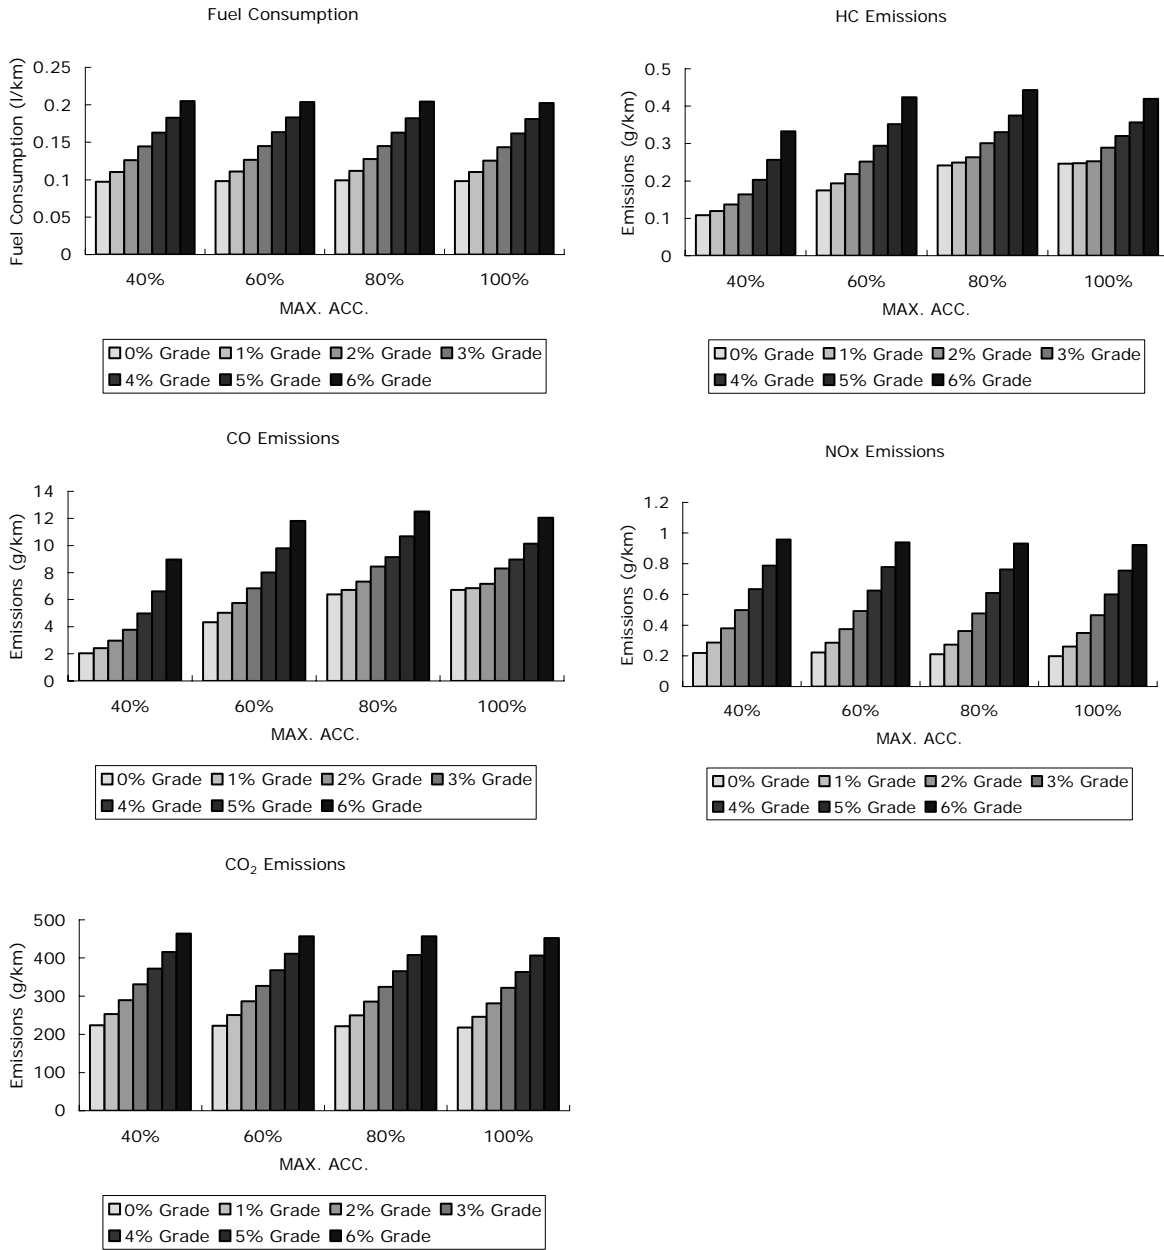 Fuel Consumption
Fuel Consumption (l/km)
0.25
0.2
0.15
0.1
0.05
0
40% 60% 80% 100%
MAX. ACC.
0% Grade 1% Grade 2% Grade 3% Grade
4% Grade 5% Grade 6% Grade
HC Emissions
Emissions (g/km)
0.5
0.4
0.3
0.2
0.1
0
40% 60% 80% 100%
MAX. ACC.
0% Grade 1% Grade 2% Grade 3% Grade
4% Grade 5% Grade 6% Grade
CO Emissions
Emissions (g/km)
14
12
10
8
6
4
2
0
40% 60% 80% 100%
MAX. ACC.
0% Grade 1% Grade 2% Grade 3% Grade
4% Grade 5% Grade 6% Grade
NOx Emissions
Emissions (g/km)
1.2
1
0.8
0.6
0.4
0.2
0
40% 60% 80% 100%
MAX. ACC.
0% Grade 1% Grade 2% Grade 3% Grade
4% Grade 5% Grade 6% Grade
CO₂ Emissions
Emissions (g/km)
500
400
300
200
100
0
40% 60% 80% 100%
MAX. ACC.
0% Grade 1% Grade 2% Grade 3% Grade
4% Grade 5% Grade 6% Grade